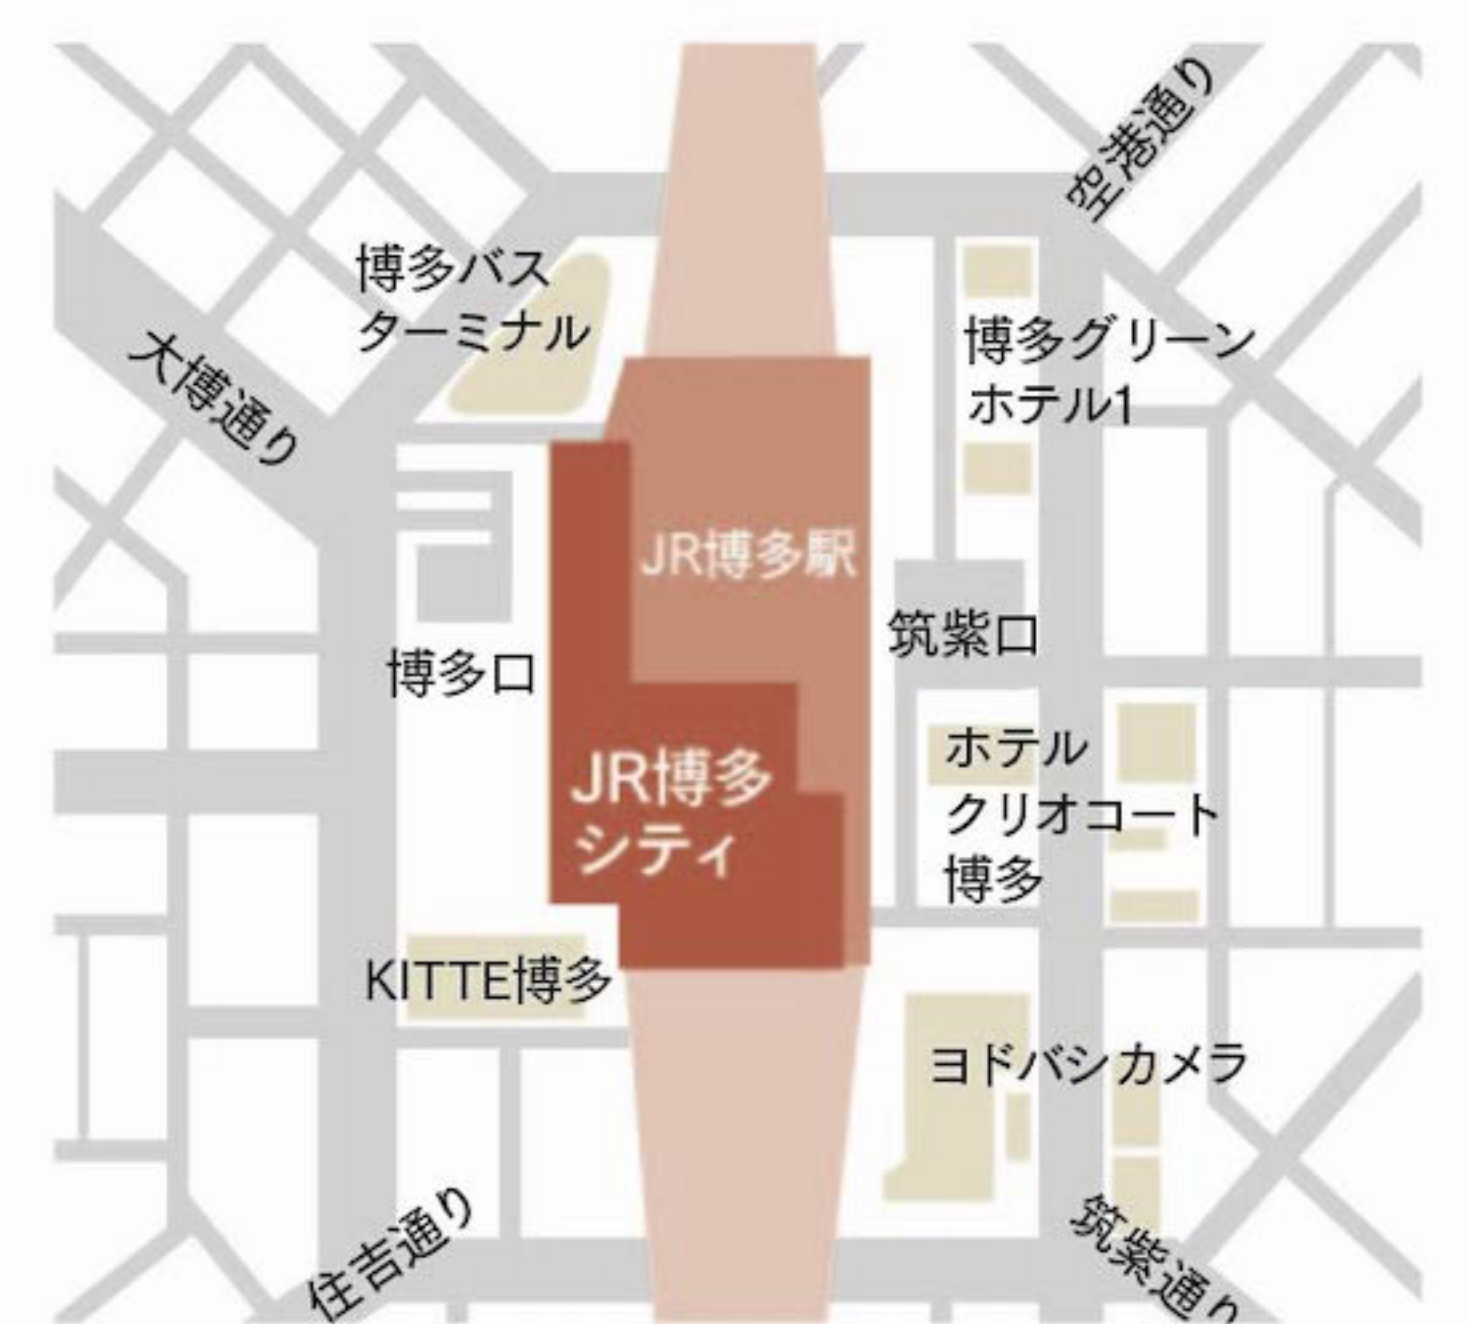 空港通り
博多バス
ターミナル
大博通り
博多グリーン
ホテル1
JR博多駅
筑紫口
博多口
JR博多
シティ
ホテル
クリオコート
博多
KITTE博多
ヨドバシカメラ
住吉通り
筑紫通り